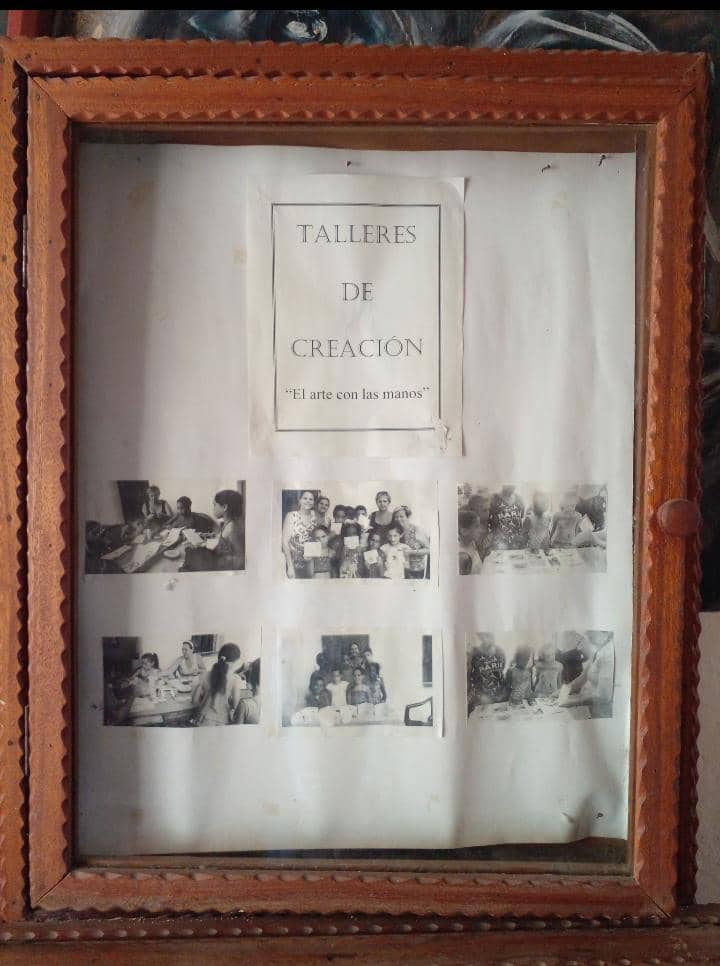 TALLERES
DE
CREACIÓN
“El arte con las manos”